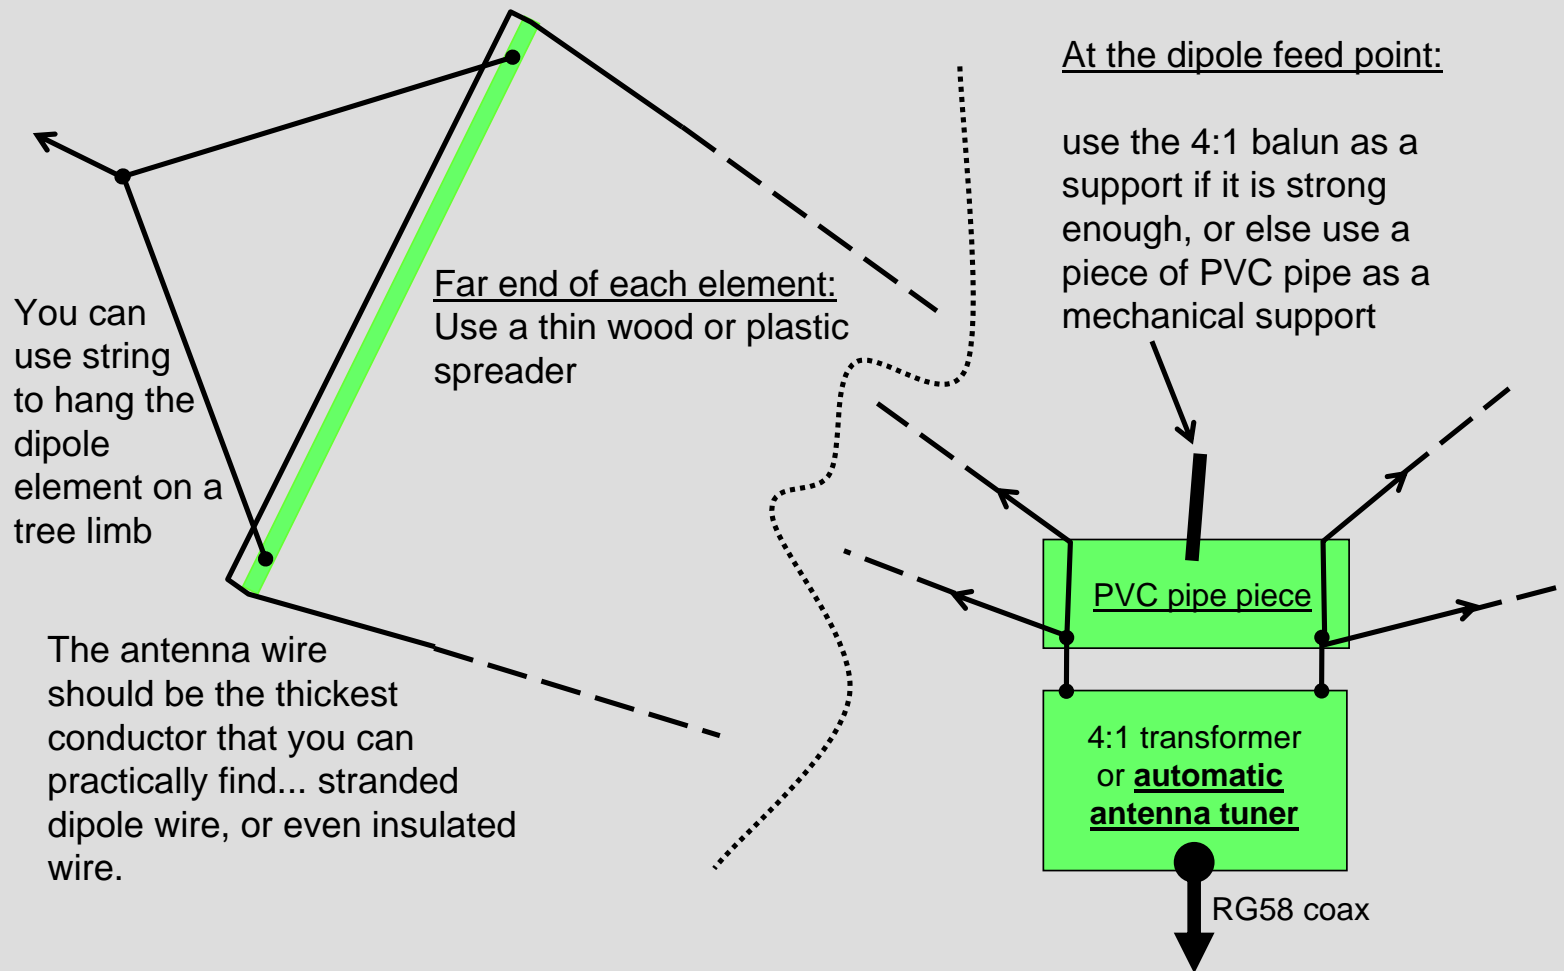 At the dipole feed point:
use the 4:1 balun as a
support if it is strong
enough, or else use a
piece of PVC pipe as a
mechanical support
Far end of each element:
Use a thin wood or plastic
spreader
You can
use string
to hang the
dipole
element on a
tree limb
The antenna wire
should be the thickest
conductor that you can
practically find... stranded
dipole wire, or even insulated
wire.
PVC pipe piece
4:1 transformer
or automatic
antenna tuner
RG58 coax